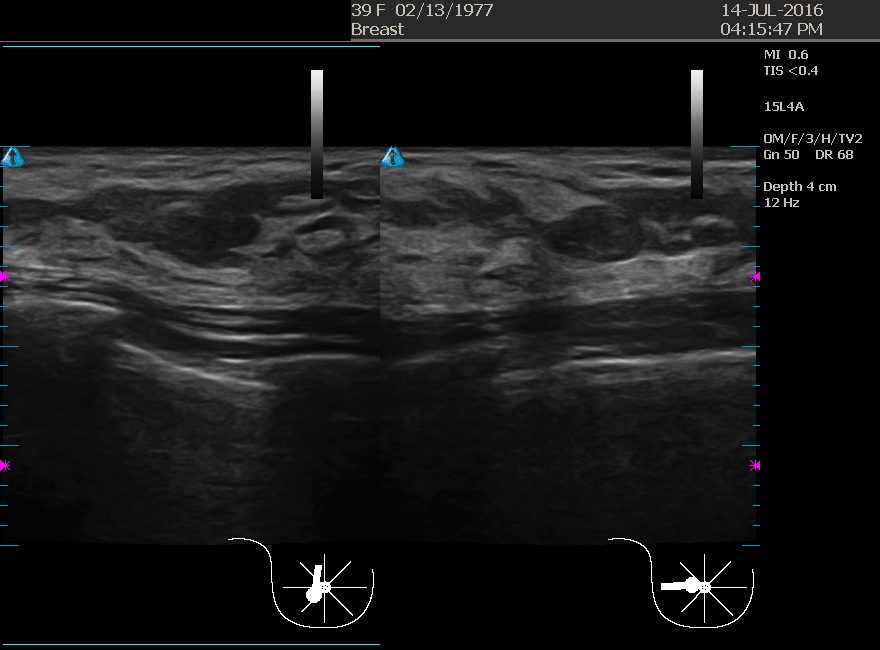 39 F 02/13/1977 14-JUL-2016
Breast 04:15:47 PM
MI 0.6
TIS <0.4
15L4A
OM/F/3/H/TV2
Gn 50 DR 68
Depth 4 cm
12 Hz